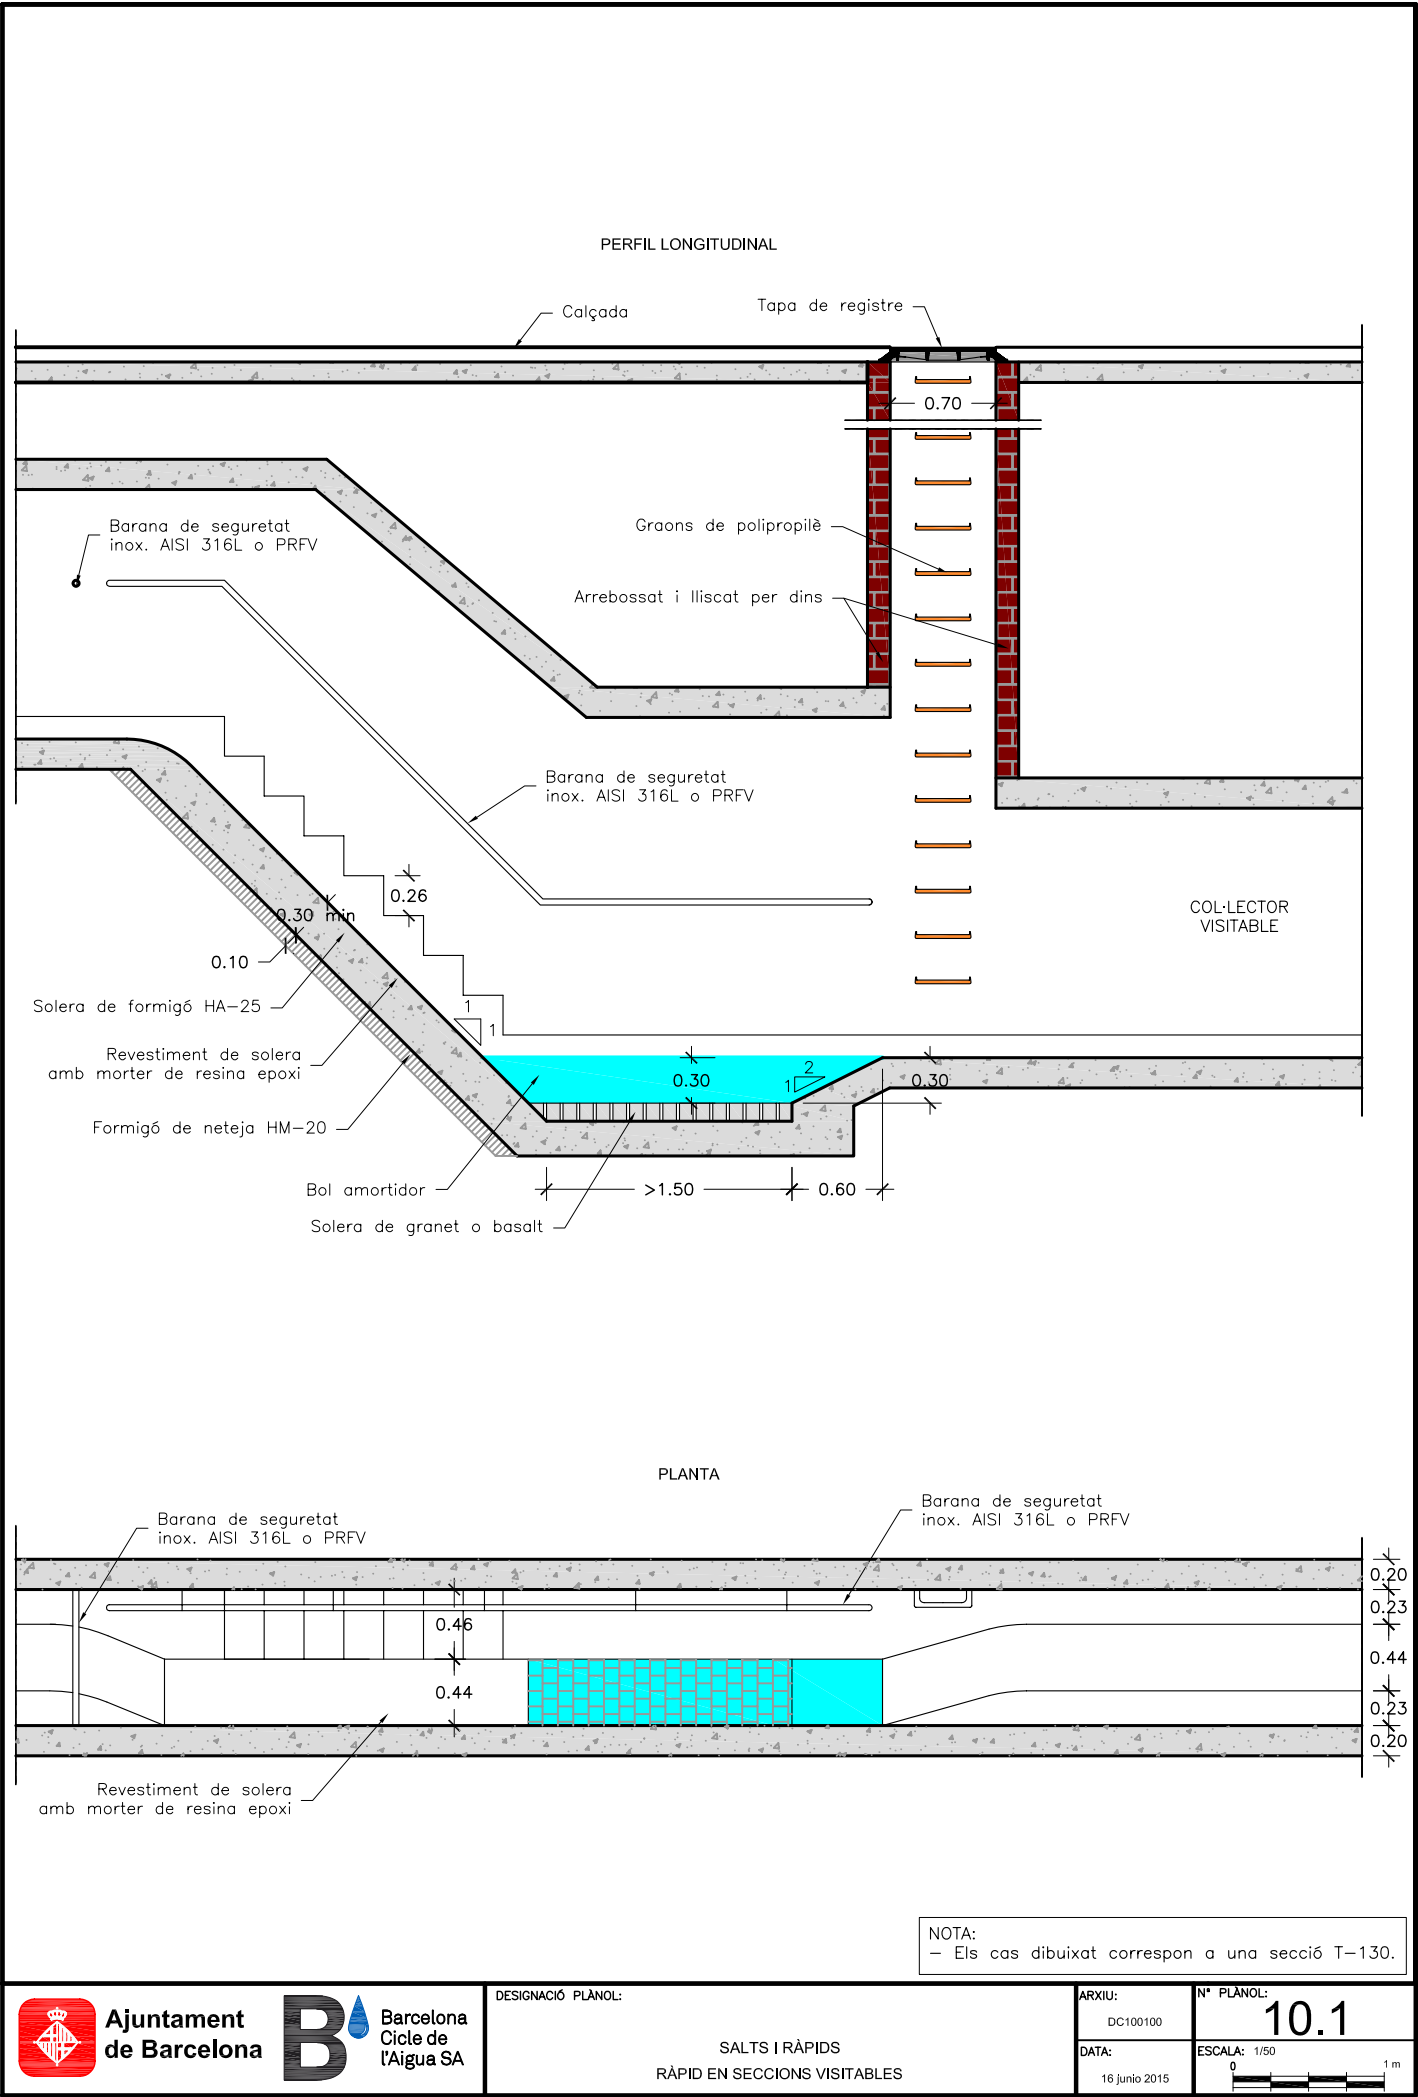 PERFIL LONGITUDINAL
Calçada
Tapa de registre
0.70
Barana de seguretat
inox. AISI 316L o PRFV
Graons de polipropilè
Arrebossat i lliscat per dins
Barana de seguretat
inox. AISI 316L o PRFV
0.26
0.30 min
0.10
COL·LECTOR
VISITABLE
Solera de formigó HA-25
1
1
Revestiment de solera
amb morter de resina epoxi
0.30
2
1
0.30
Formigó de neteja HM-20
Bol amortidor
>1.50
0.60
Solera de granet o basalt
PLANTA
Barana de seguretat
inox. AISI 316L o PRFV
Barana de seguretat
inox. AISI 316L o PRFV
0.20
0.23
0.46
0.44
0.44
0.23
0.20
Revestiment de solera
amb morter de resina epoxi
NOTA:
- Els cas dibuixat correspon a una secció T-130.
Ajuntament
de Barcelona
B
Barcelona
Cicle de
l'Aigua SA
DESIGNACIÓ PLÀNOL:
SALTS I RÀPIDS
RÀPID EN SECCIONS VISITABLES
ARXIU:
DC100100
DATA:
16 junio 2015
Nº PLÀNOL:
10.1
ESCALA: 1/50
0
1 m